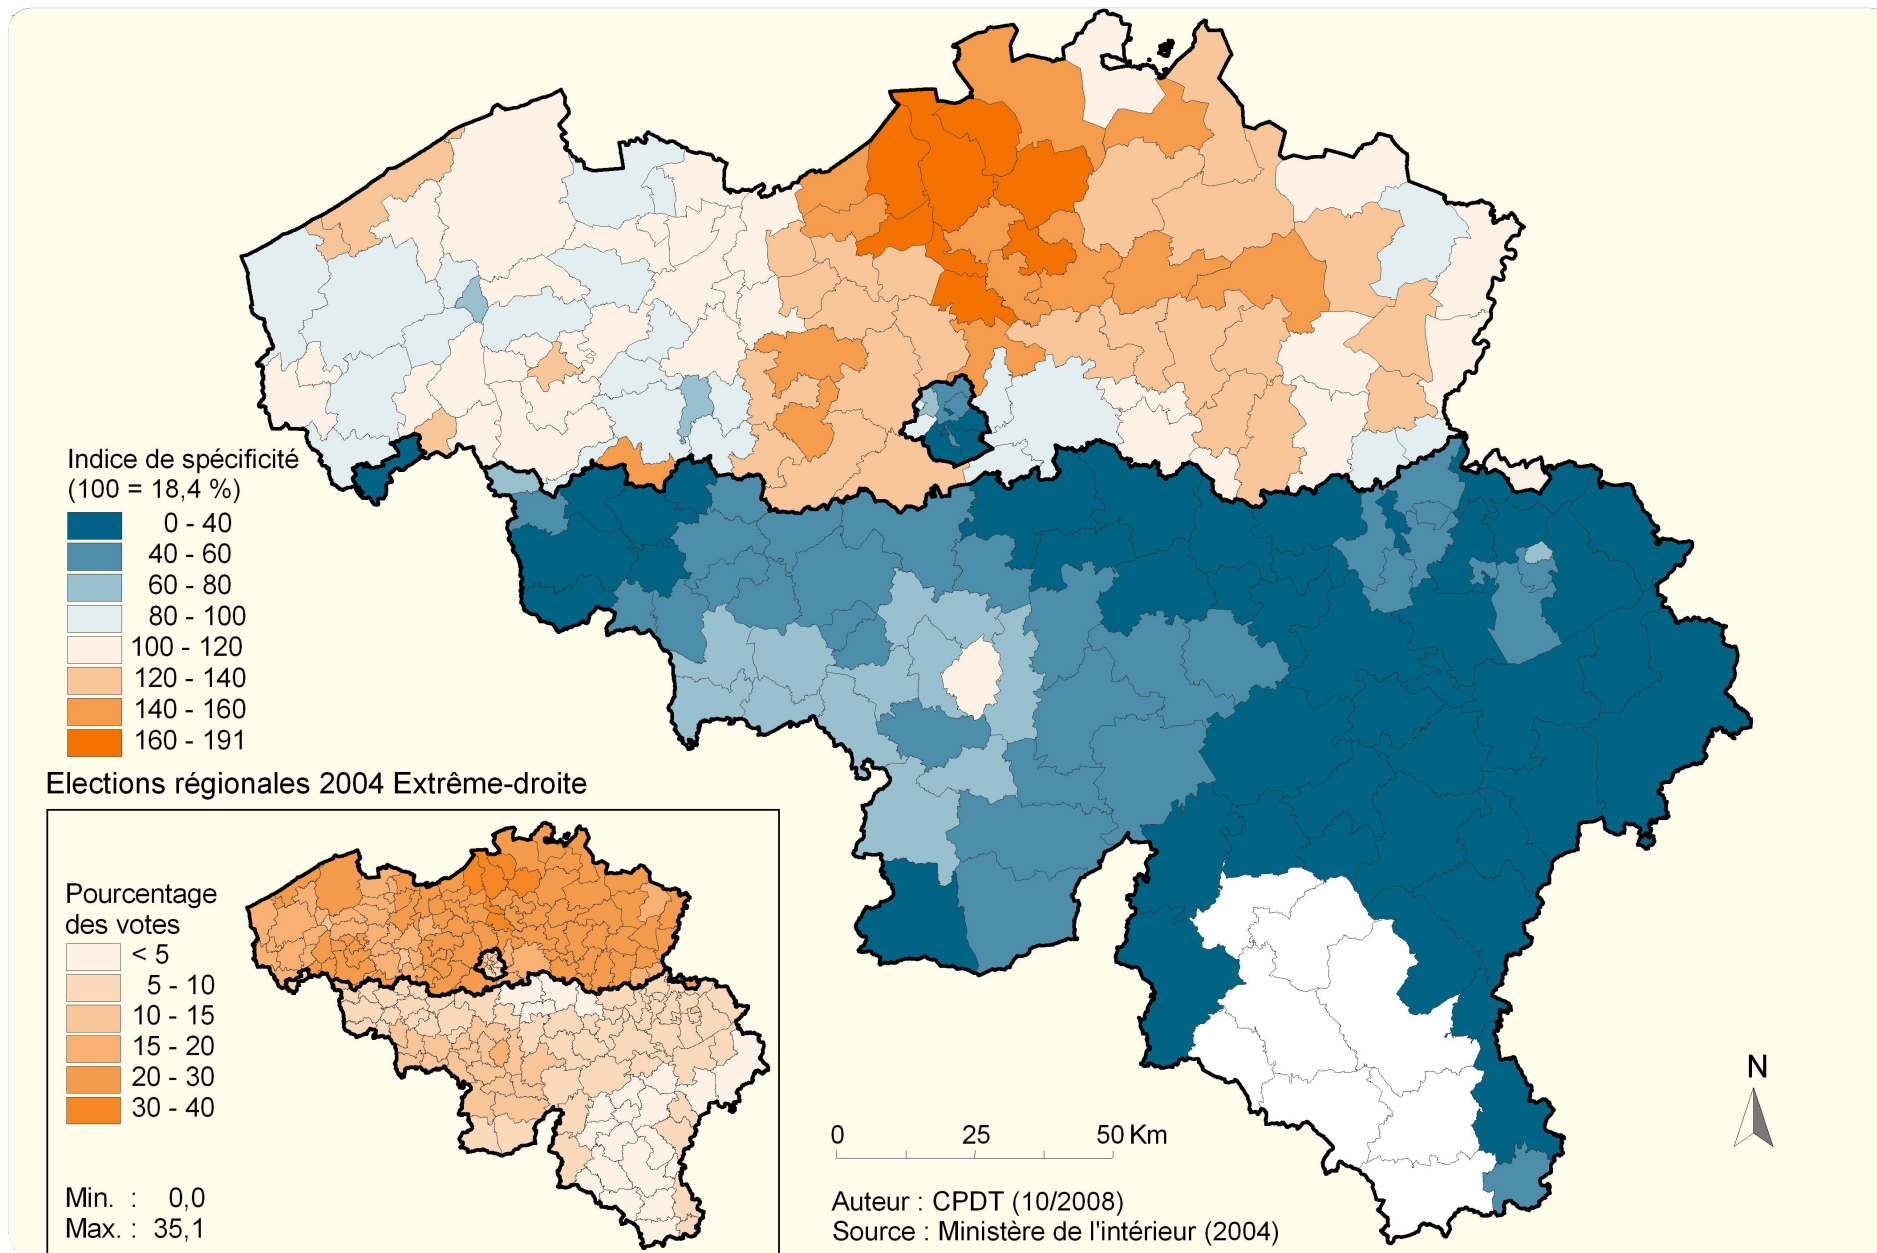 Indice de spécificité
(100 = 18,4 %)
0 - 40
40 - 60
60 - 80
80 - 100
100 - 120
120 - 140
140 - 160
160 - 191
Elections régionales 2004 Extrême-droite
Pourcentage
des votes
< 5
5 - 10
10 - 15
15 - 20
20 - 30
30 - 40
Min. : 0,0
Max. : 35,1
0 25 50 Km
Auteur : CPDT (10/2008)
Source : Ministère de l'intérieur (2004)
N